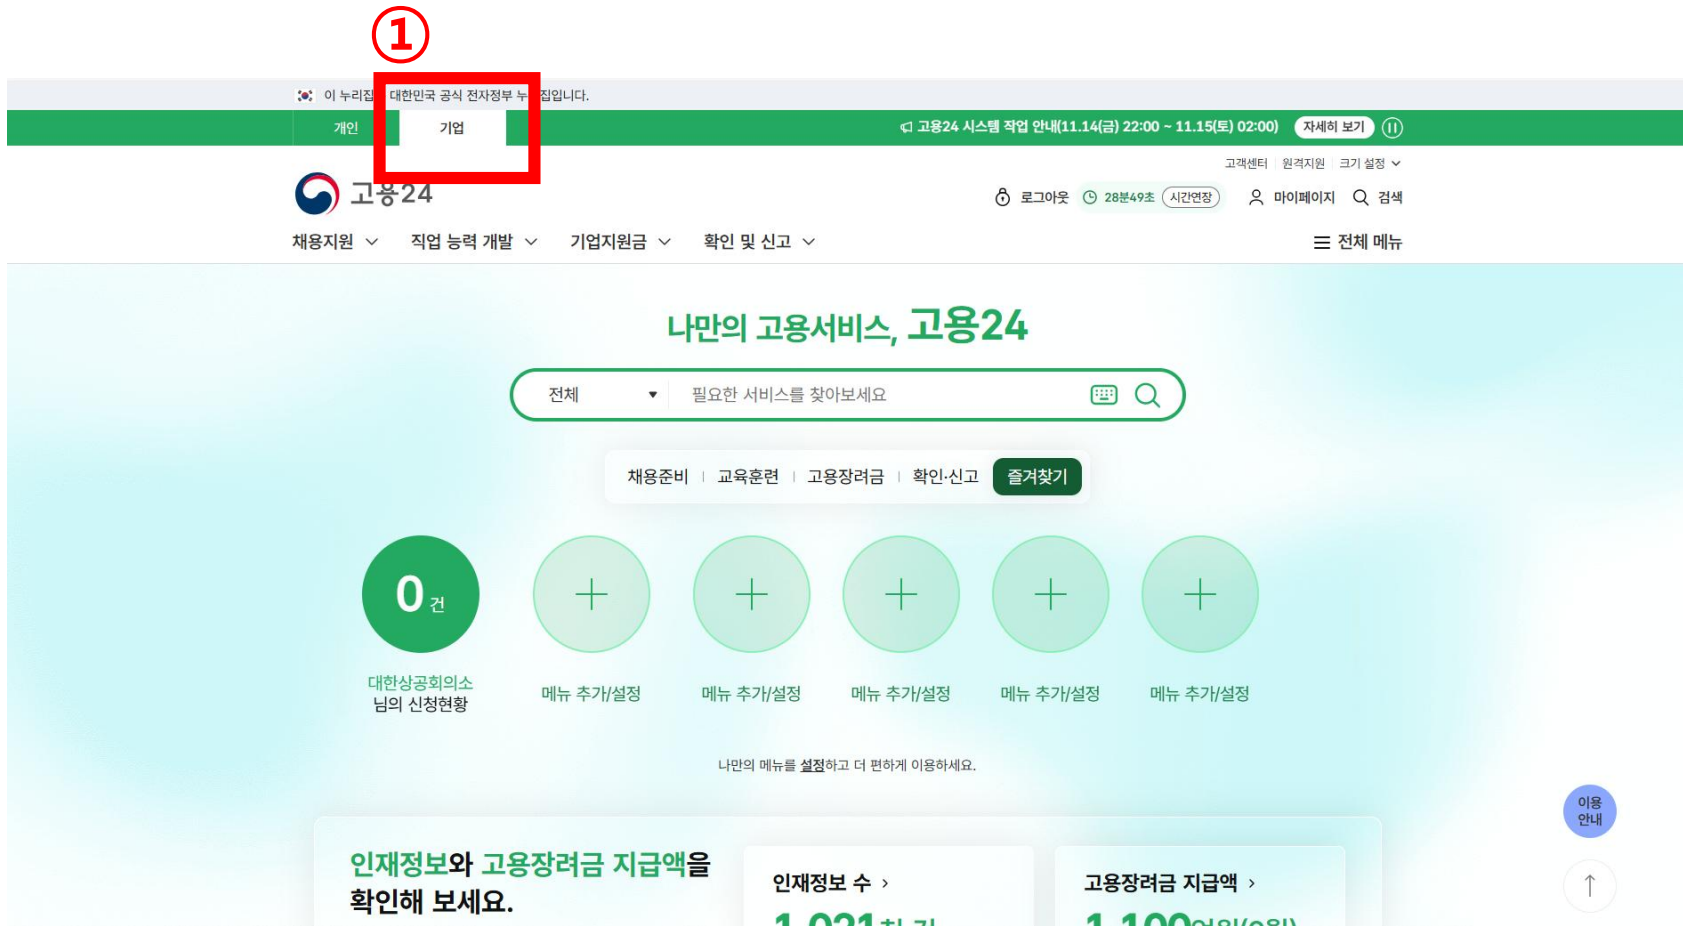 ①
이 누리집 대한민국 공식 전자정부 누 집입니다.
개인 기업 고용24 시스템 작업 안내(11.14(금) 22:00 ~ 11.15(토) 02:00) 자세히 보기
고객센터 원격지원 크기 설정
고용24 로그아웃 28분49초 시간연장 마이페이지 검색
채용지원 직업 능력 개발 기업지원금 확인 및 신고 전체 메뉴
나만의 고용서비스, 고용24
전체 필요한 서비스를 찾아보세요
채용준비 교육훈련 고용장려금 확인·신고 즐겨찾기
0 건
대한상공회의소
님의 신청현황
메뉴 추가/설정 메뉴 추가/설정 메뉴 추가/설정 메뉴 추가/설정 메뉴 추가/설정
나만의 메뉴를 설정하고 더 편하게 이용하세요.
이용
안내
인재정보와 고용장려금 지급액을
확인해 보세요.
인재정보 수 >
고용장려금 지급액 >